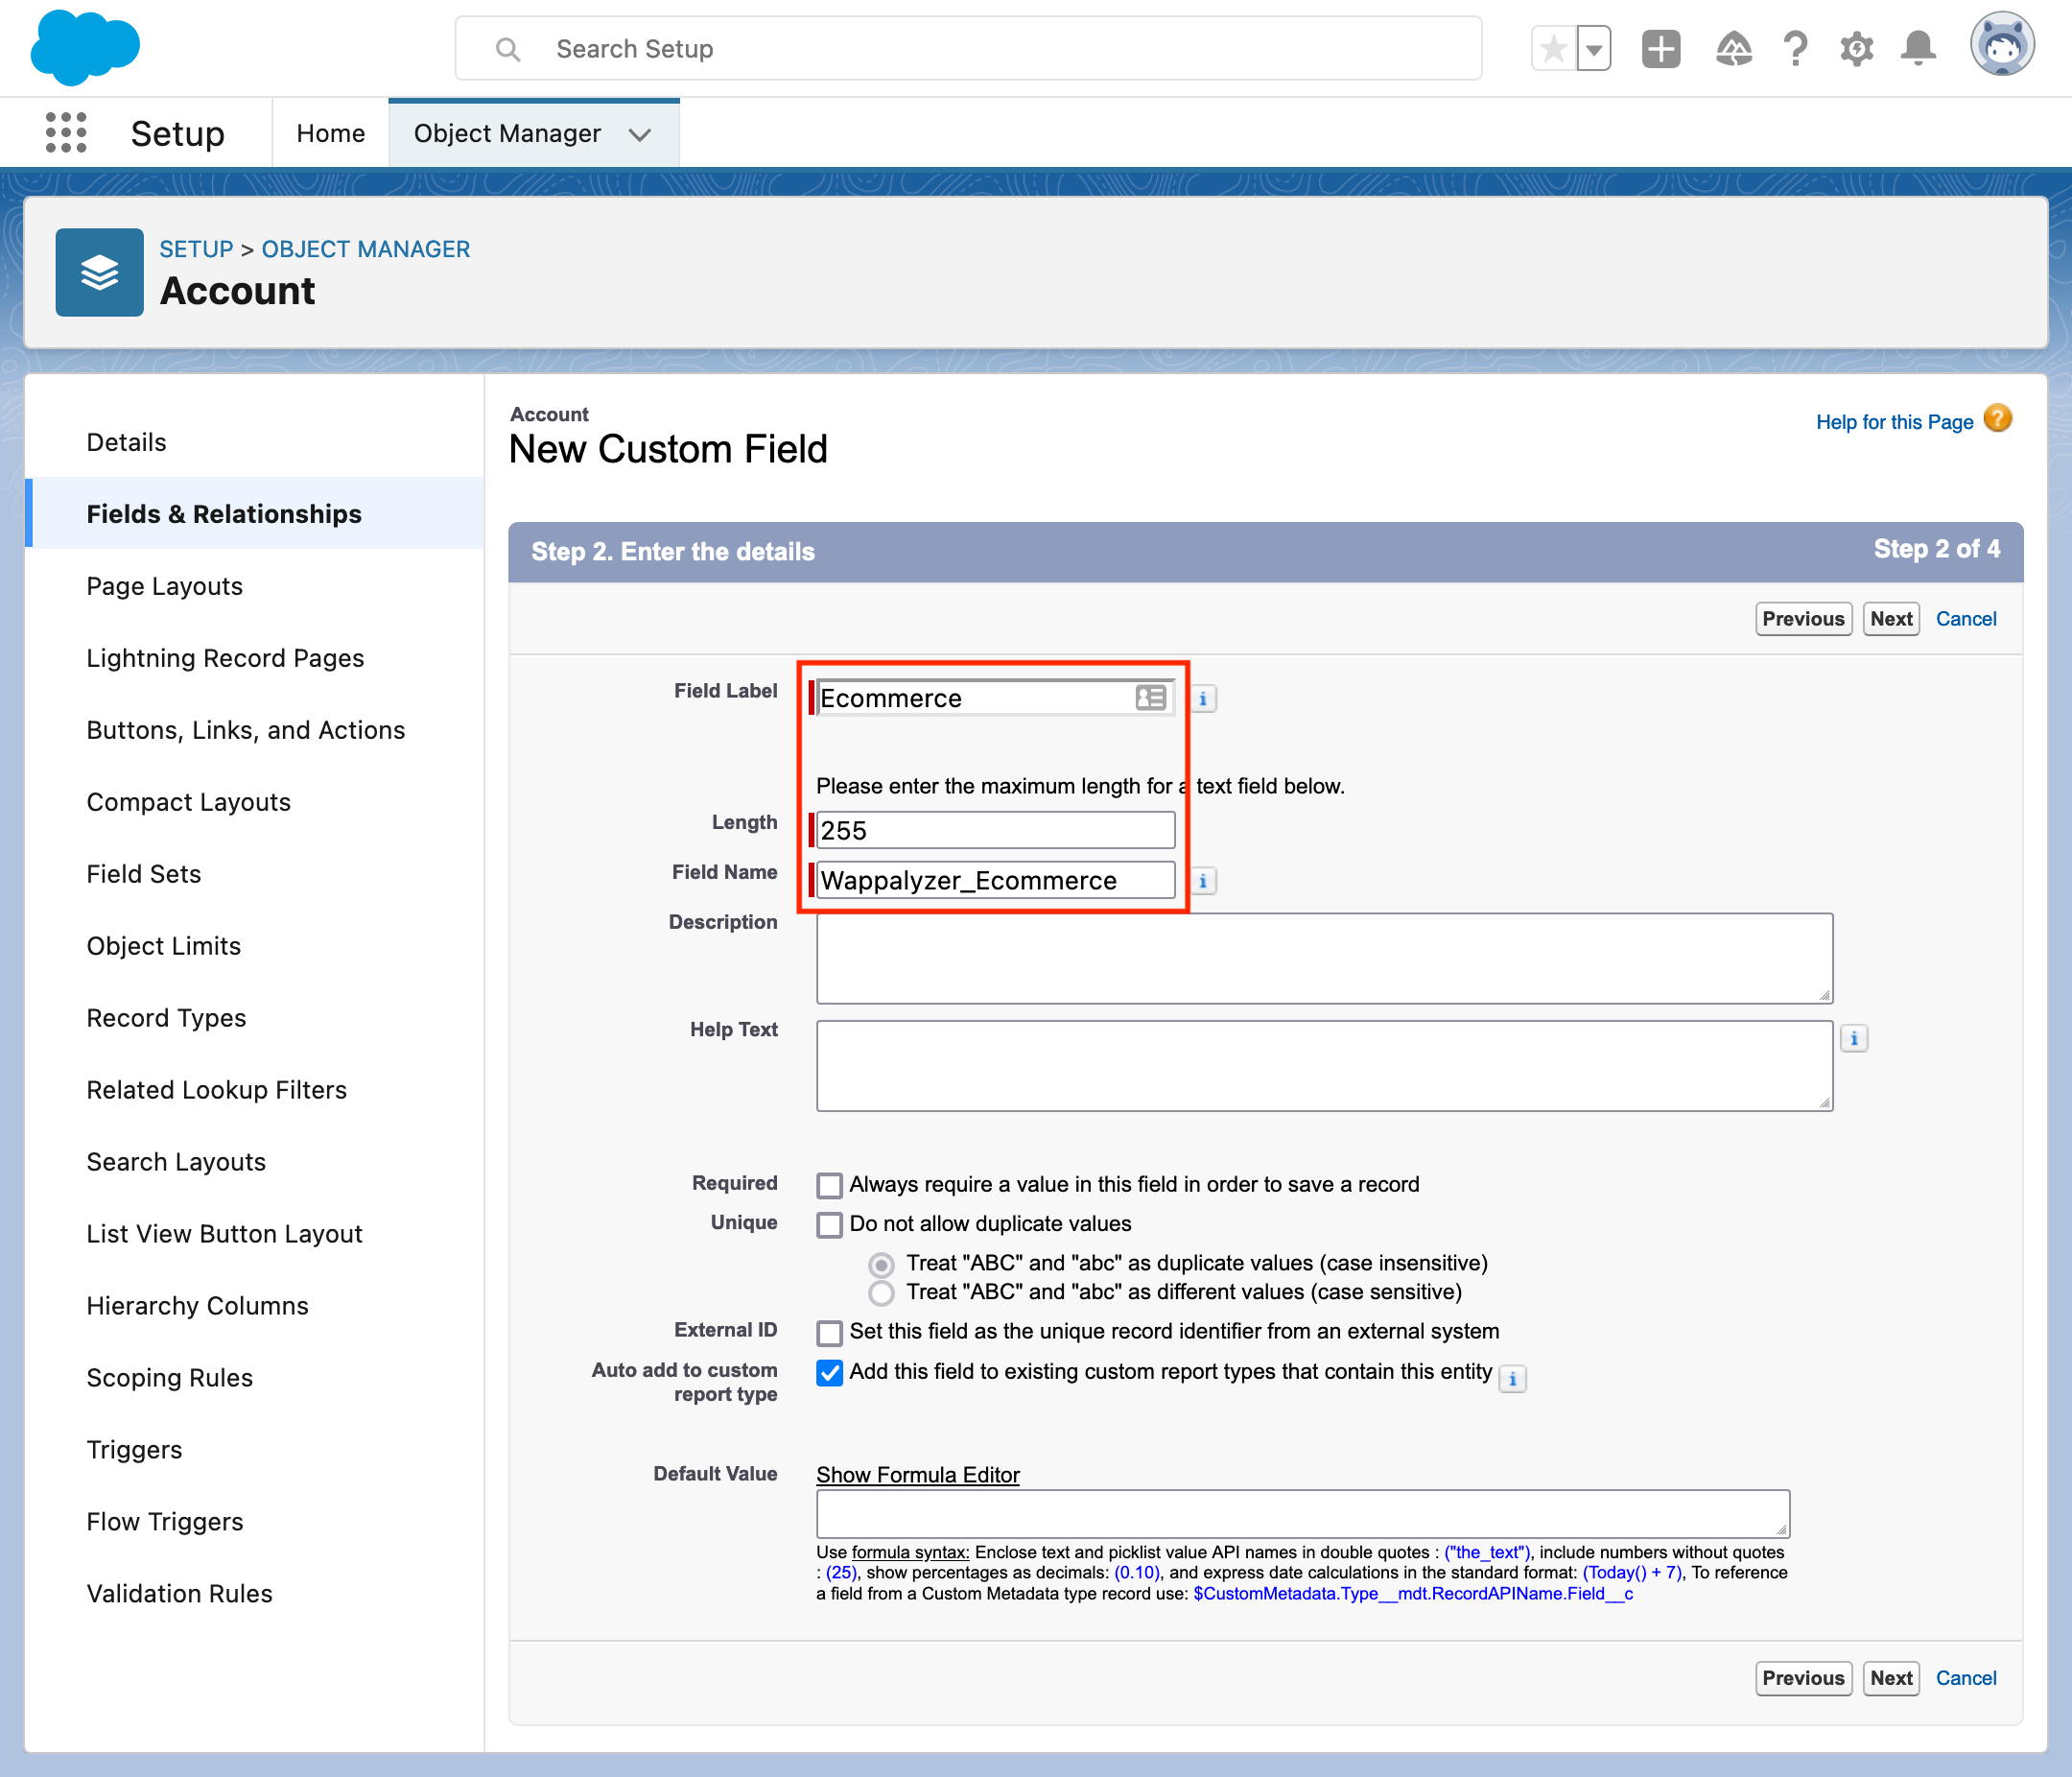 Search Setup
Setup
Home
Object Manager
SETUP > OBJECT MANAGER
Account
Details
Fields & Relationships
Page Layouts
Lightning Record Pages
Buttons, Links, and Actions
Compact Layouts
Field Sets
Object Limits
Record Types
Related Lookup Filters
Search Layouts
List View Button Layout
Hierarchy Columns
Scoping Rules
Triggers
Flow Triggers
Validation Rules
Account
New Custom Field
Help for this Page
Step 2. Enter the details
Step 2 of 4
Previous Next Cancel
Field Label Ecommerce
Please enter the maximum length for a text field below.
Length 255
Field Name Wappalyzer_Ecommerce
Description
Help Text
Required Always require a value in this field in order to save a record
Unique Do not allow duplicate values
Treat "ABC" and "abc" as duplicate values (case insensitive)
Treat "ABC" and "abc" as different values (case sensitive)
External ID Set this field as the unique record identifier from an external system
Auto add to custom Add this field to existing custom report types that contain this entity
report type
Default Value Show Formula Editor
Use formula syntax: Enclose text and picklist value API names in double quotes : ("the_text"), include numbers without quotes
: (25), show percentages as decimals: (0.10), and express date calculations in the standard format: (Today() + 7), To reference
a field from a Custom Metadata type record use: $CustomMetadata.Type__mdt.RecordAPIName.Field__c
Previous Next Cancel